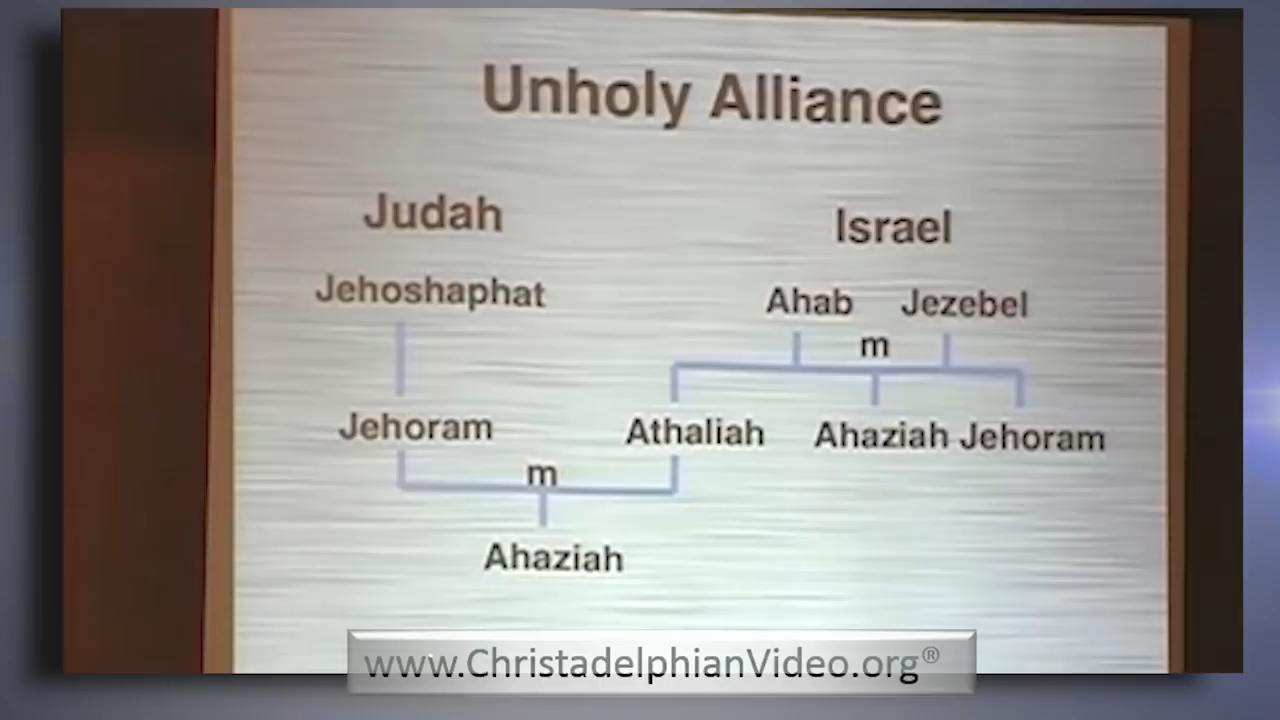 Unholy Alliance
Judah Israel
Jehoshaphat Ahab Jezebel
m
Jehoram Athaliah Ahaziah Jehoram
m
Ahaziah
www.ChristadelphianVideo.org®